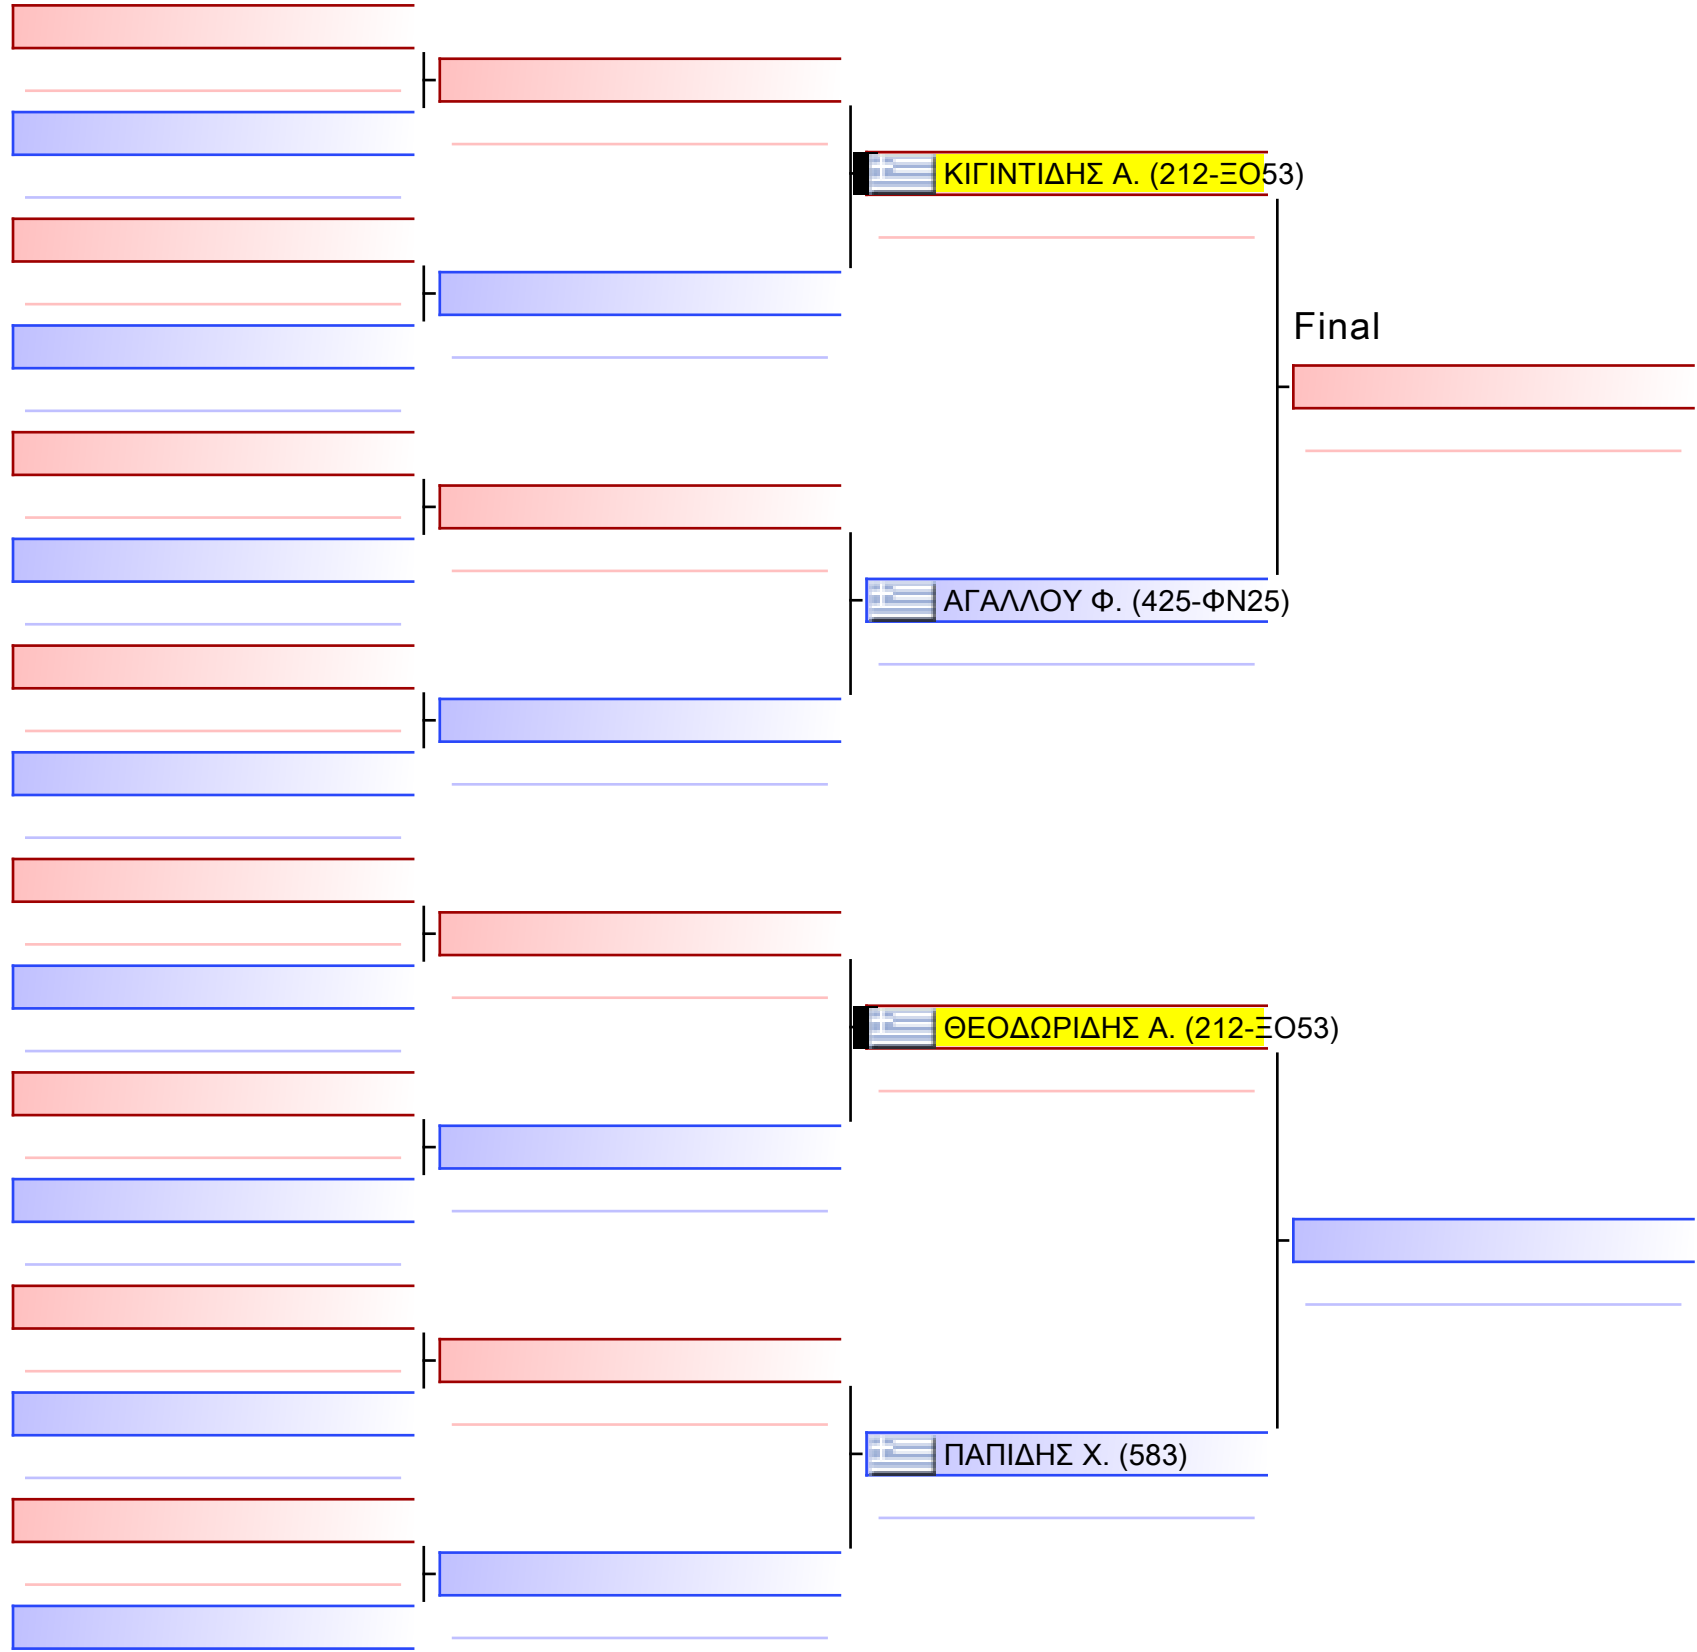 ΚΙΓΙΝΤΙΔΗΣ Α. (212-ΞΟ53)
Final
ΑΓΑΛΛΟΥ Φ. (425-ΦΝ25)
ΘΕΟΔΩΡΙΔΗΣ Α. (212-ΞΟ53)
ΠΑΠΙΔΗΣ Χ. (583)